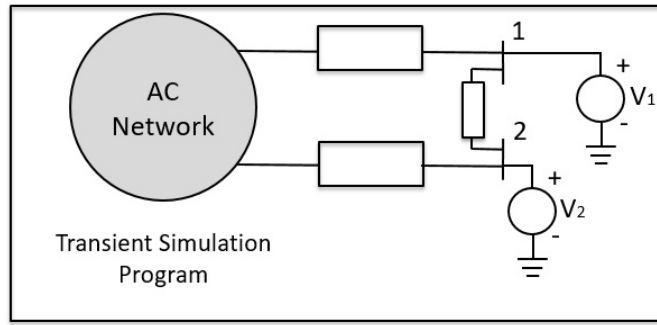 AC
Network
1
2
+
V1
-
+
V2
-
Transient Simulation
Program